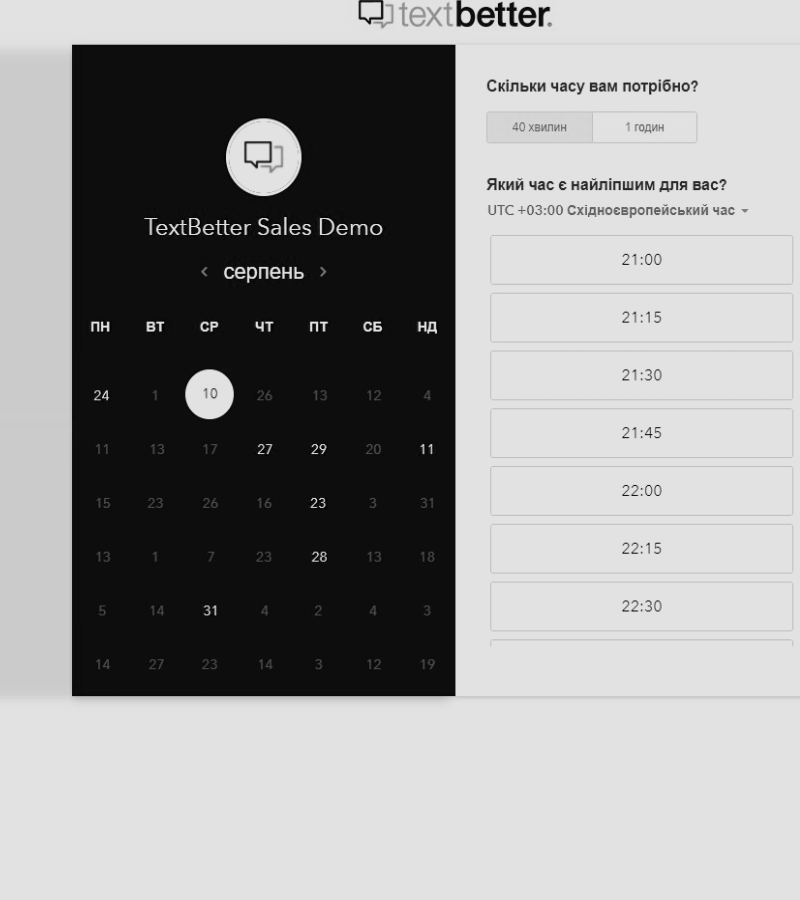 textbetter.
TextBetter Sales Demo
серпень
ПН ВТ СР ЧТ ПТ СБ НД
24 1 10 26 13 12 4
11 13 17 27 29 20 11
15 23 26 16 23 3 31
13 1 7 23 28 13 18
5 14 31 4 2 4 3
14 27 23 14 3 12 19
Скільки часу вам потрібно?
40 хвилин 1 годин
Який час є найліпшим для вас?
UTC +03:00 Східноєвропейський час
21:00
21:15
21:30
21:45
22:00
22:15
22:30